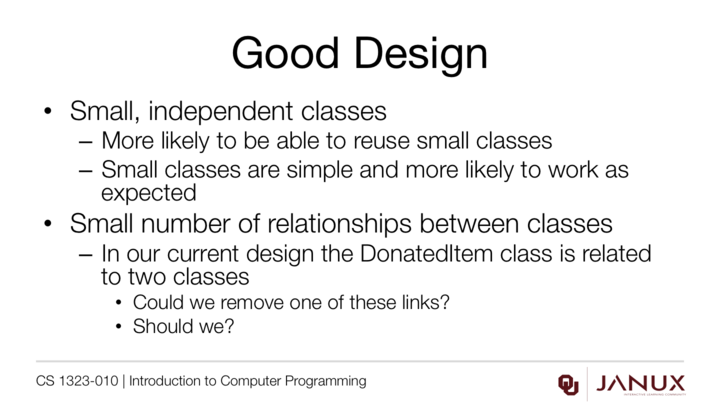 Good Design
• Small, independent classes
– More likely to be able to reuse small classes
– Small classes are simple and more likely to work as
expected
• Small number of relationships between classes
– In our current design the DonatedItem class is related
to two classes
• Could we remove one of these links?
• Should we?
CS 1323-010 | Introduction to Computer Programming
JANUX
INTERACTIVE LEARNING COMMUNITY